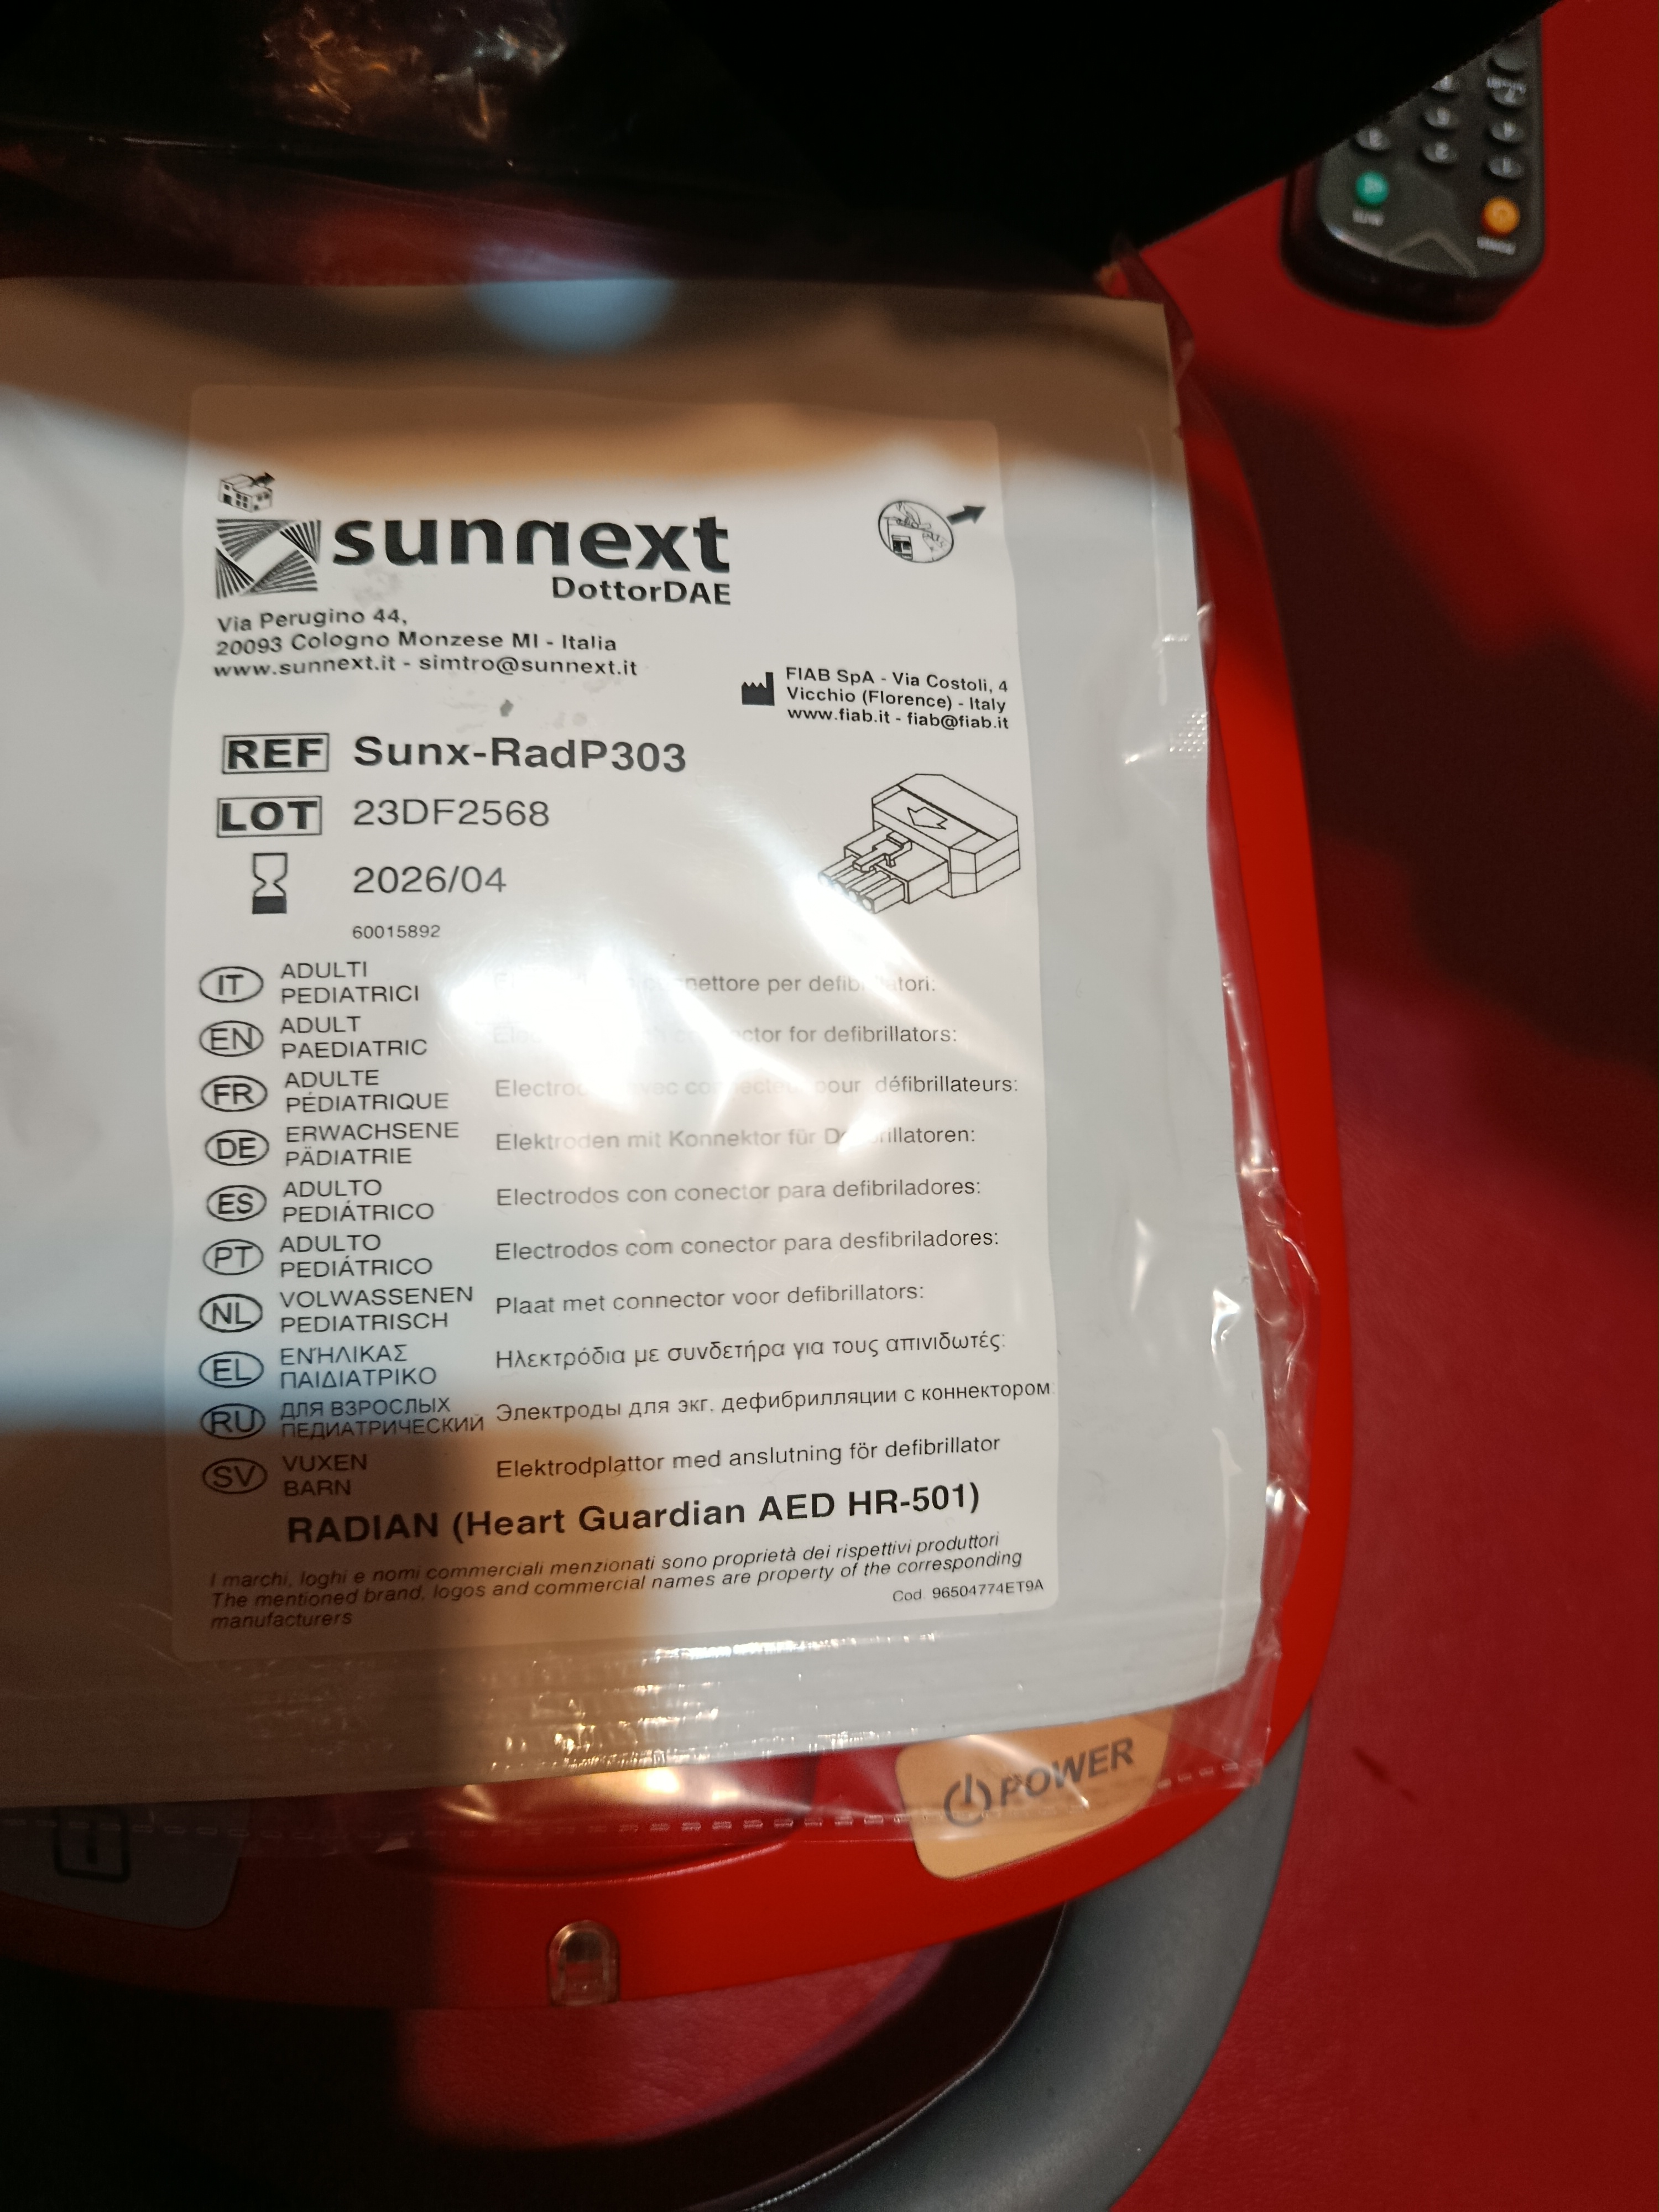 sunnext
DottorDAE
Via Perugino 44,
20093 Cologno Monzese MI - Italia
www.sunnext.it - simtro@sunnext.it
FIAB SpA - Via Costoli, 4
Vicchio (Florence) - Italy
www.fiab.it - fiab@fiab.it
REF Sunx-RadP303
LOT 23DF2568
2026/04
60015892
IT ADULTI
PEDIATRICI
per
EN ADULT
PAEDIATRIC
for defibrillators:
FR ADULTE
PÉDIATRIQUE
défibrillateurs:
DE ERWACHSENE
PÄDIATRIE
Elektroden mit Konnektor für
ES ADULTO
PEDIÁTRICO
Electrodos con conector para defibriladores:
PT ADULTO
PEDIÁTRICO
Electrodos com conector para desfibriladores:
NL VOLWASSENEN
PEDIATRISCH
Plaat met connector voor defibrillators:
EL ΕΝΉΛΙΚΑΣ
ΠΑΙΔΙΑΤΡΙΚΟ
Ηλεκτρόδια με συνδετήρα για τους απινιδωτές:
RU ДЛЯ ВЗРОСЛЫХ
ПЕДИАТРИЧЕСКИЙ
Электроды для экг. дефибрилляции с коннектором:
SV VUXEN
BARN
Elektrodplattor med anslutning för defibrillator
RADIAN (Heart Guardian AED HR-501)
I marchi, loghi e nomi commerciali menzionati sono proprietà dei rispettivi produttori
The mentioned brand, logos and commercial names are property of the corresponding
manufacturers
Cod 96504774ET9A
POWER